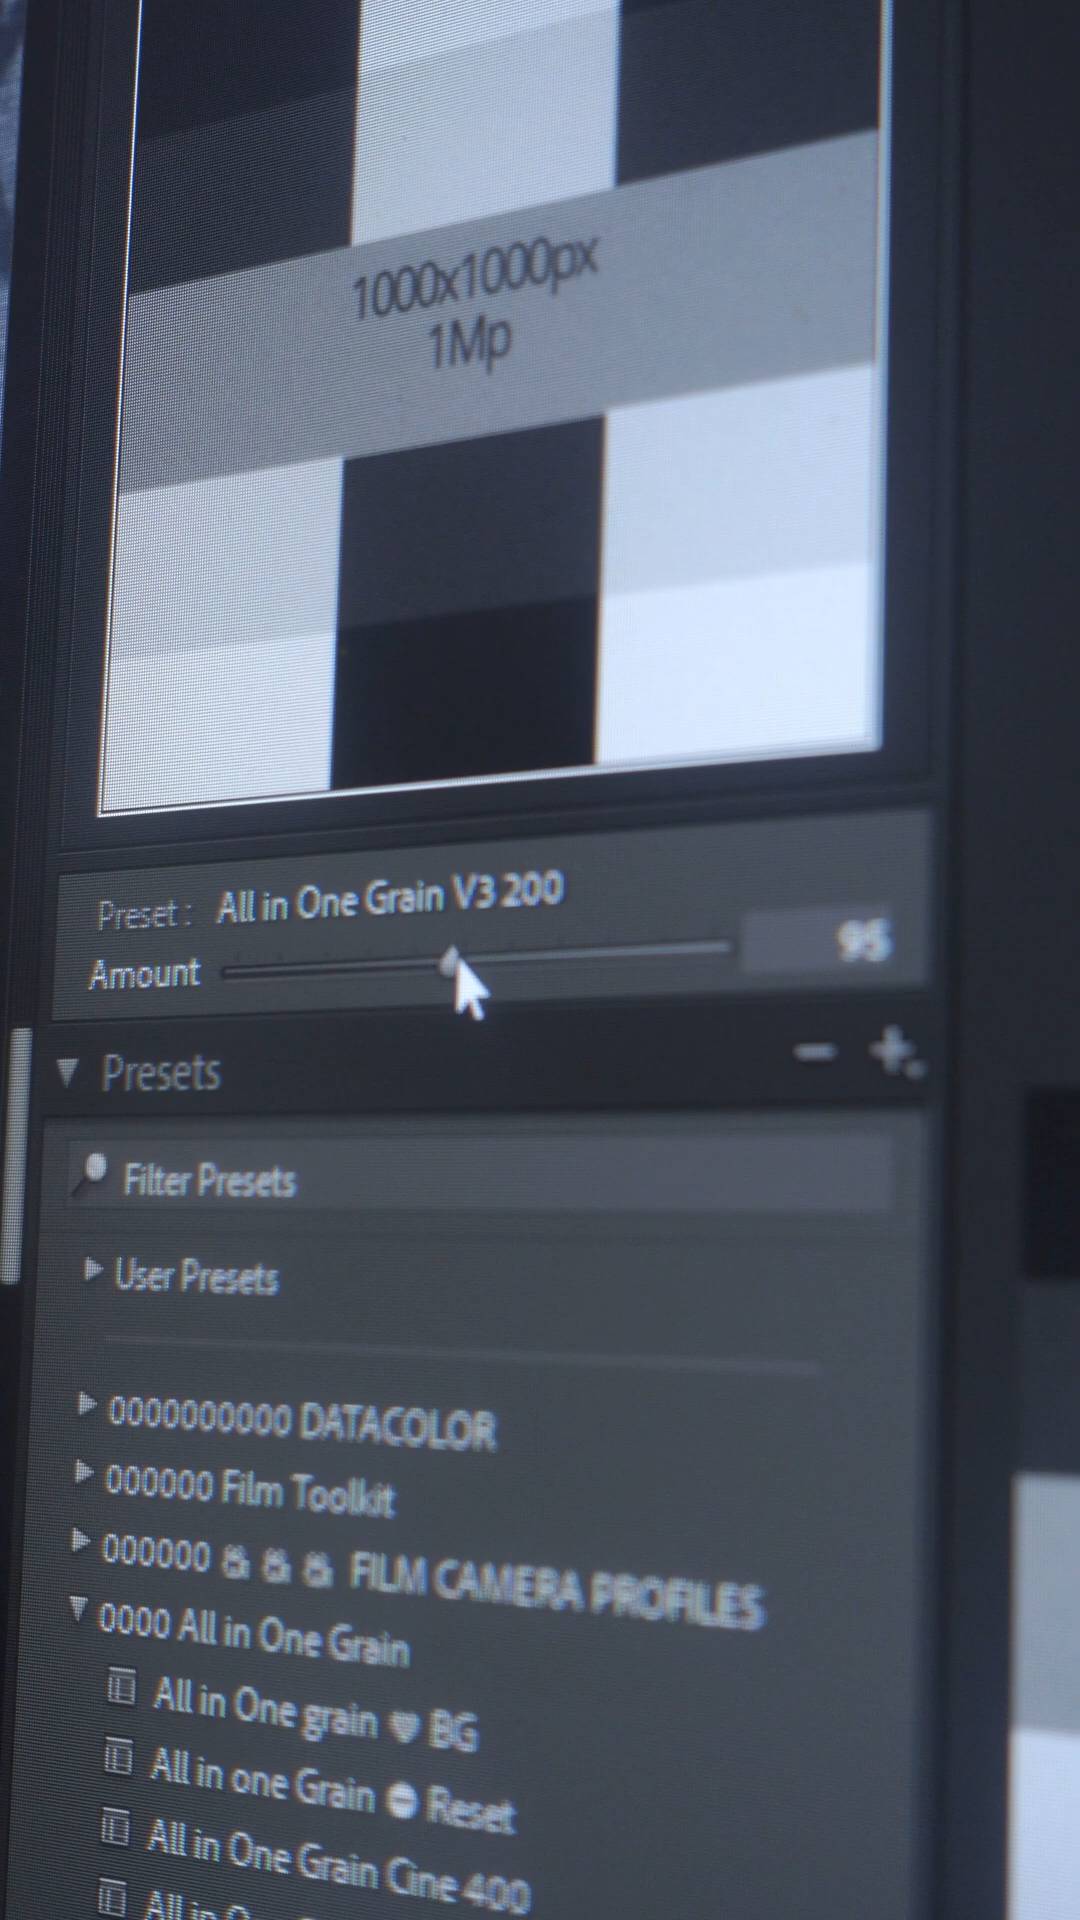 1000x1000px
1Mp
Preset : All in One Grain V3 200
Amount 95
Presets
Filter Presets
User Presets
0000000000 DATACOLOR
000000 Film Toolkit
000000 & & & FILM CAMERA PROFILES
0000 All in One Grain
All in One grain ♥ BG
All in one Grain ⛔ Reset
All in One Grain Cine 400
All in